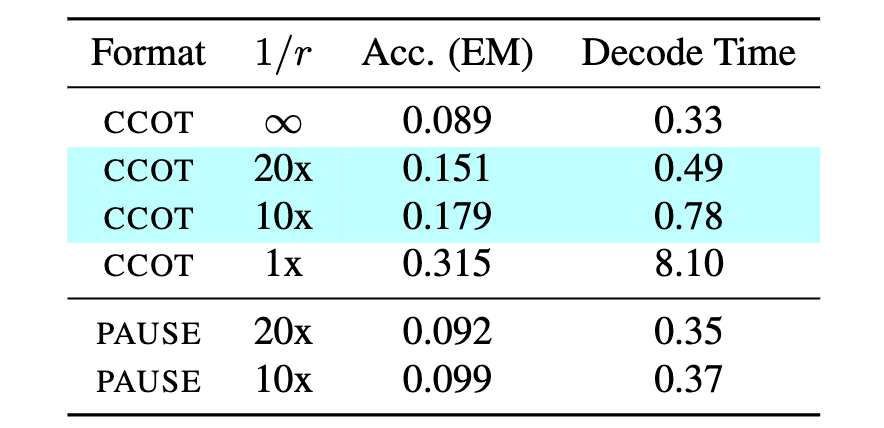 Format 1/r Acc. (EM) Decode Time
CCOT ∞ 0.089 0.33
CCOT 20x 0.151 0.49
CCOT 10x 0.179 0.78
CCOT 1x 0.315 8.10
PAUSE 20x 0.092 0.35
PAUSE 10x 0.099 0.37